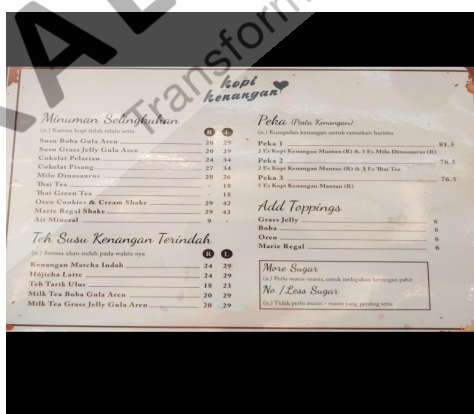 Transform
kopi
kenangan
Minuman Selingkuhan
(n.) Karena kopi tidak selalu setia
R L
Susu Boba Gula Aren 20 29
Susu Grass Jelly Gula Aren 20 29
Cokelat Pelarian 24 34
Cokelat Pisang 27 34
Milo Dinosaurus 20 26
Thai Tea - 18
Thai Green Tea - 18
Oreo Cookies & Cream Shake 29 42
Marie Regal Shake 29 42
Air Mineral 9 -
Teh Susu Kenangan Terindah
(n.) Semua akan indah pada waktu nya
R L
Kenangan Matcha Indah 24 29
Hojicha Latte 24 29
Teh Tarik Ulur 18 23
Milk Tea Boba Gula Aren 20 29
Milk Tea Grass Jelly Gula Aren 20 29
Peka (Pesta Kenangan)
(n.) Kumpulan kenangan untuk ramaikan harimu
Peka 1 81.5
2 Es Kopi Kenangan Mantan (R) & 3 Es Milo Dinosaurus (R)
Peka 2 76.5
2 Es Kopi Kenangan Mantan (R) & 3 Es Thai Tea
Peka 3 76.5
5 Es Kopi Kenangan Mantan (R)
Add Toppings
Grass Jelly 6
Boba 6
Oreo 6
Marie Regal 6
More Sugar
(n.) Perlu manis-manis, untuk melupakan kenangan pahit
No / Less Sugar
(n.) Tidak perlu manis - manis yang penting setia